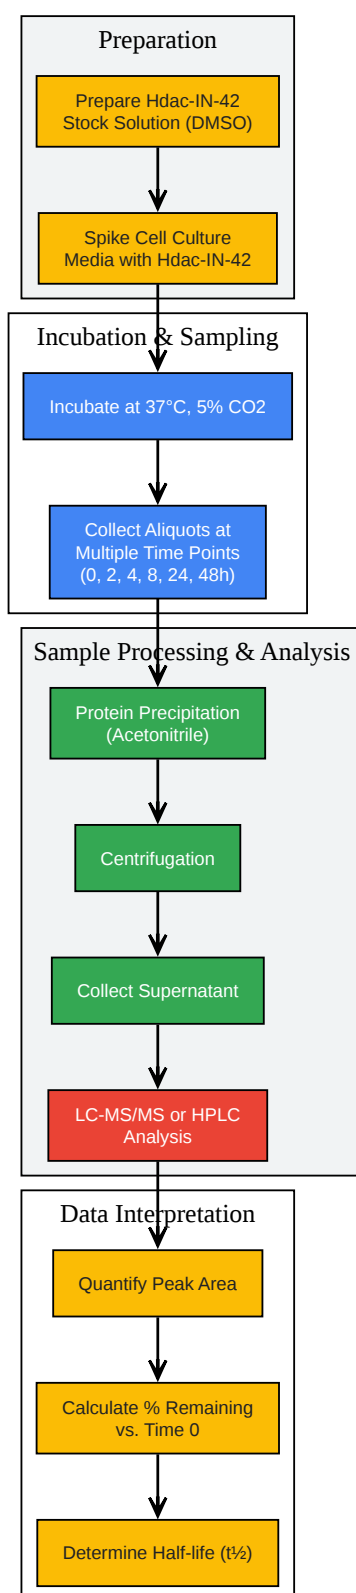 Preparation
Prepare Hdac-IN-42
Stock Solution (DMSO)
Spike Cell Culture
Media with Hdac-IN-42
Incubation & Sampling
Incubate at 37°C, 5% CO2
Collect Aliquots at
Multiple Time Points
(0, 2, 4, 8, 24, 48h)
Sample Processing & Analysis
Protein Precipitation
(Acetonitrile)
Centrifugation
Collect Supernatant
LC-MS/MS or HPLC
Analysis
Data Interpretation
Quantify Peak Area
Calculate % Remaining
vs. Time 0
Determine Half-life (t½)